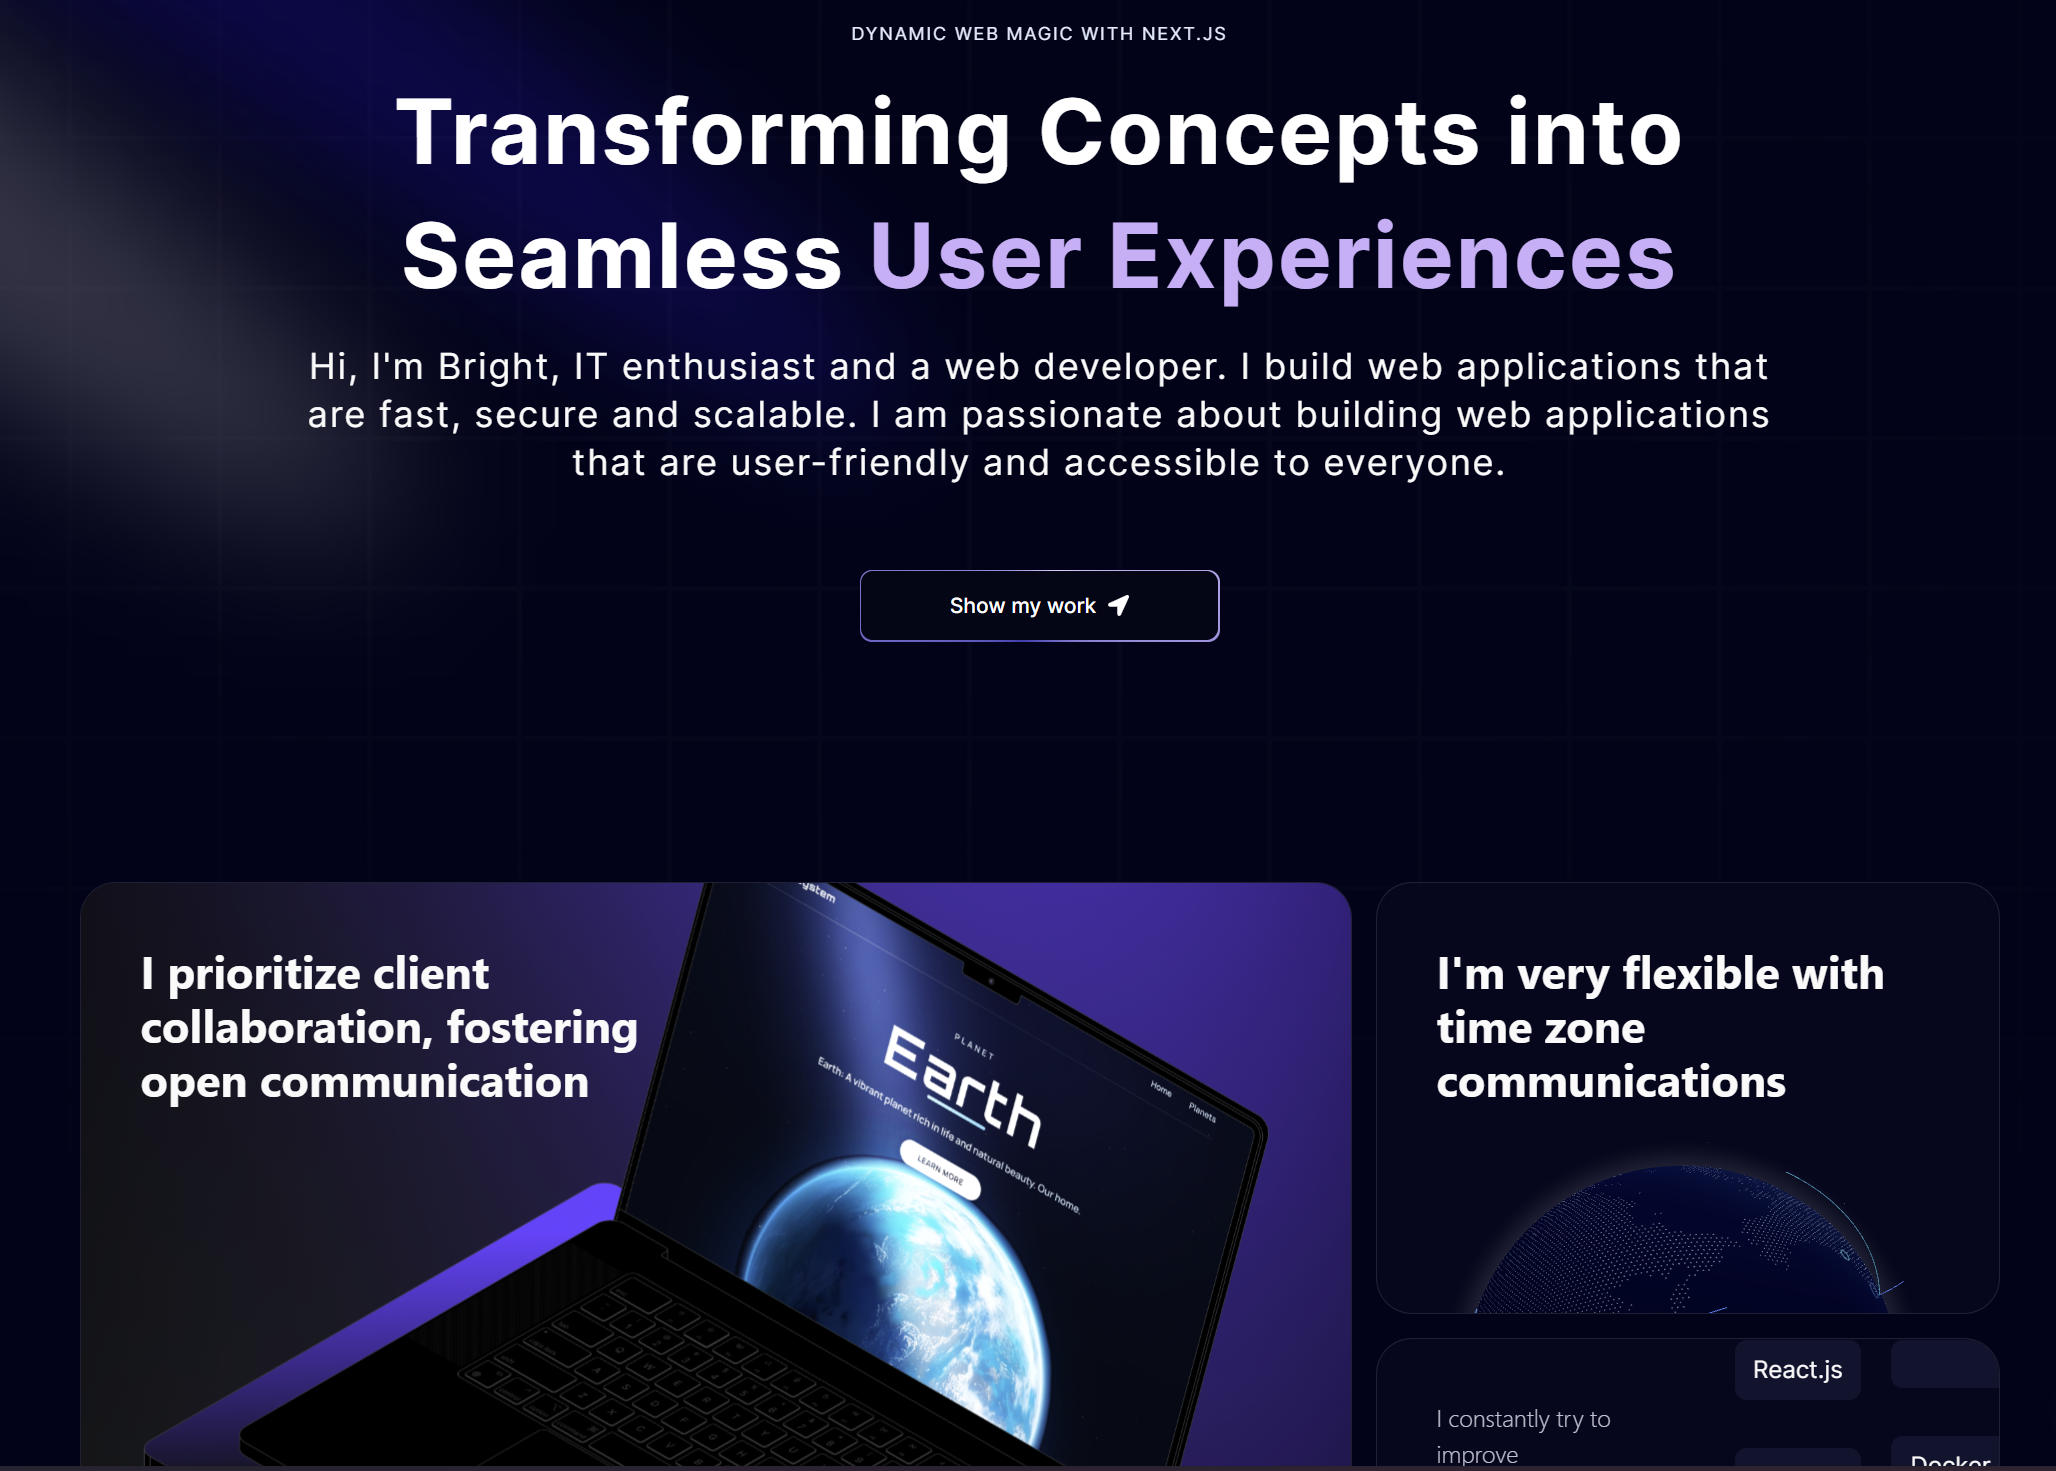 DYNAMIC WEB MAGIC WITH NEXT.JS
Transforming Concepts into
Seamless User Experiences
Hi, I'm Bright, IT enthusiast and a web developer. I build web applications that
are fast, secure and scalable. I am passionate about building web applications
that are user-friendly and accessible to everyone.
Show my work
I prioritize client
collaboration, fostering
open communication
Home
Planets
PLANET
Earth
Earth: A vibrant planet rich in life and natural beauty. Our home.
LEARN MORE
I'm very flexible with
time zone
communications
React.js
I constantly try to
improve
Docker